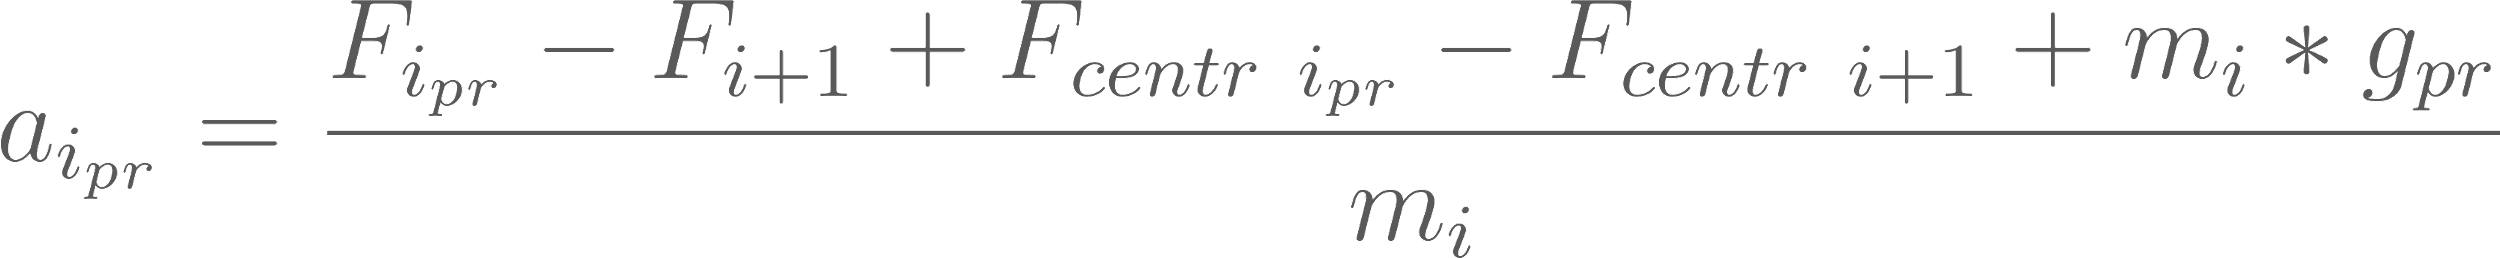 a_{i_{pr}} = \frac{F_{i_{pr}} - F_{i+1} + F_{centr\ i_{pr}} - F_{centr\ i+1} + m_i * g_{pr}}{m_i}